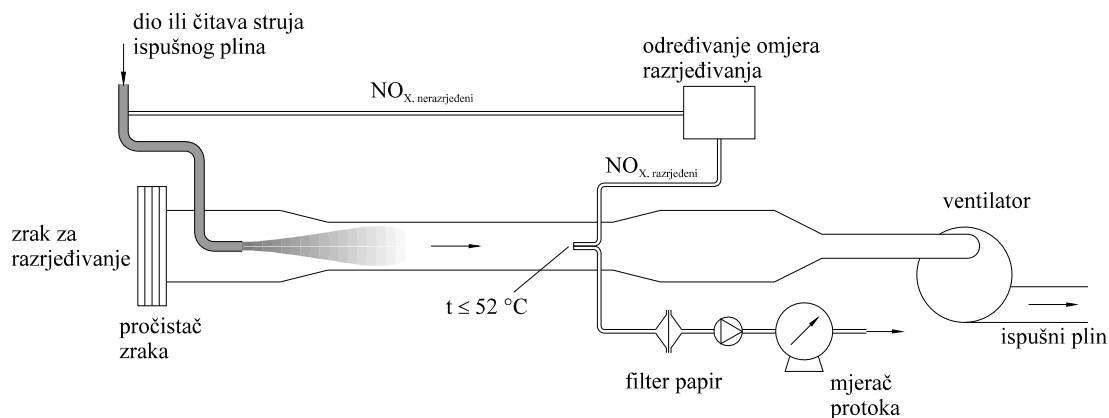 dio ili čitava struja
ispušnog plina
određivanje omjera
razrjeđivanja
NOX, nerazrjeđeni
NOX, razrjeđeni
ventilator
zrak za
razrjeđivanje
t ≤ 52 °C
pročistač
zraka
ispušni plin
filter papir
mjerač
protoka